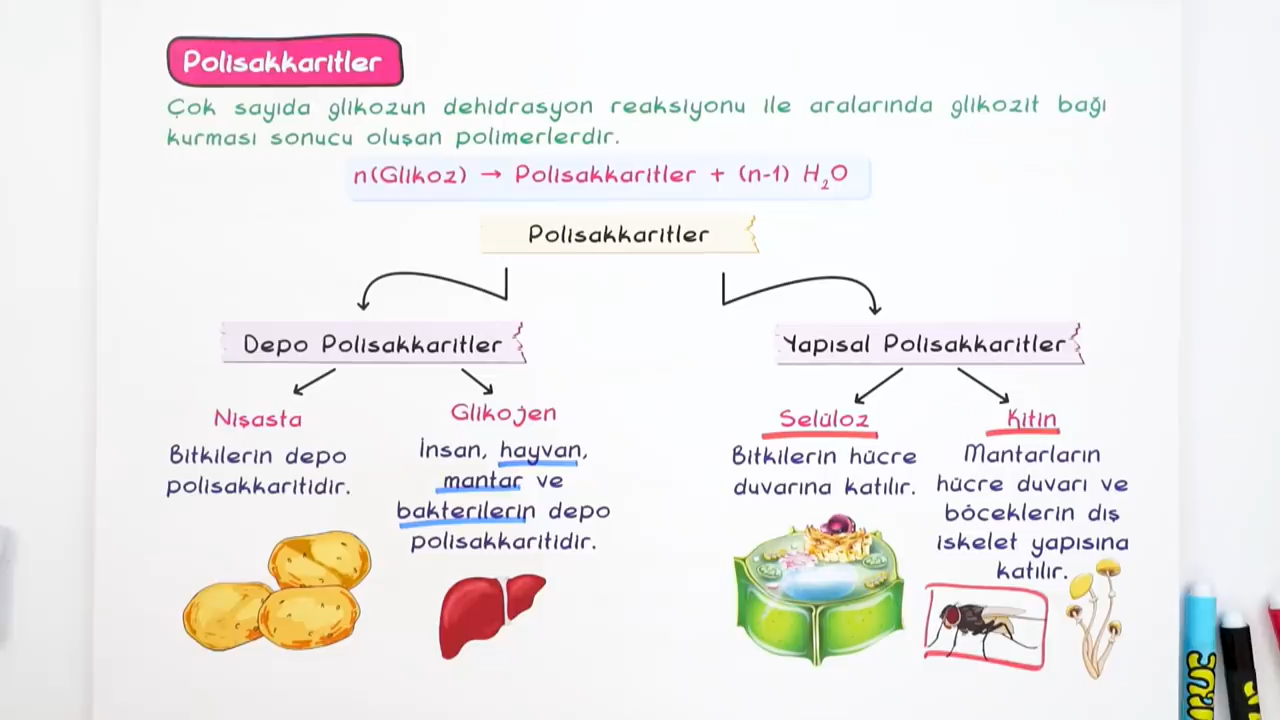 Polisakkaritler
Çok sayıda glikozun dehidrasyon reaksiyonu ile aralarında glikozit bağı
kurması sonucu oluşan polimerlerdir.
n(Glikoz) → Polisakkaritler + (n-1) H₂O
Polisakkaritler
Depo Polisakkaritler
Nişasta
Bitkilerin depo
polisakkaritidir.
Glikojen
İnsan, hayvan,
mantar ve
bakterilerin depo
polisakkaritidir.
Yapısal Polisakkaritler
Selüloz
Bitkilerin hücre
duvarına katılır.
Kitin
Mantarların
hücre duvarı ve
böceklerin dış
iskelet yapısına
katılır.